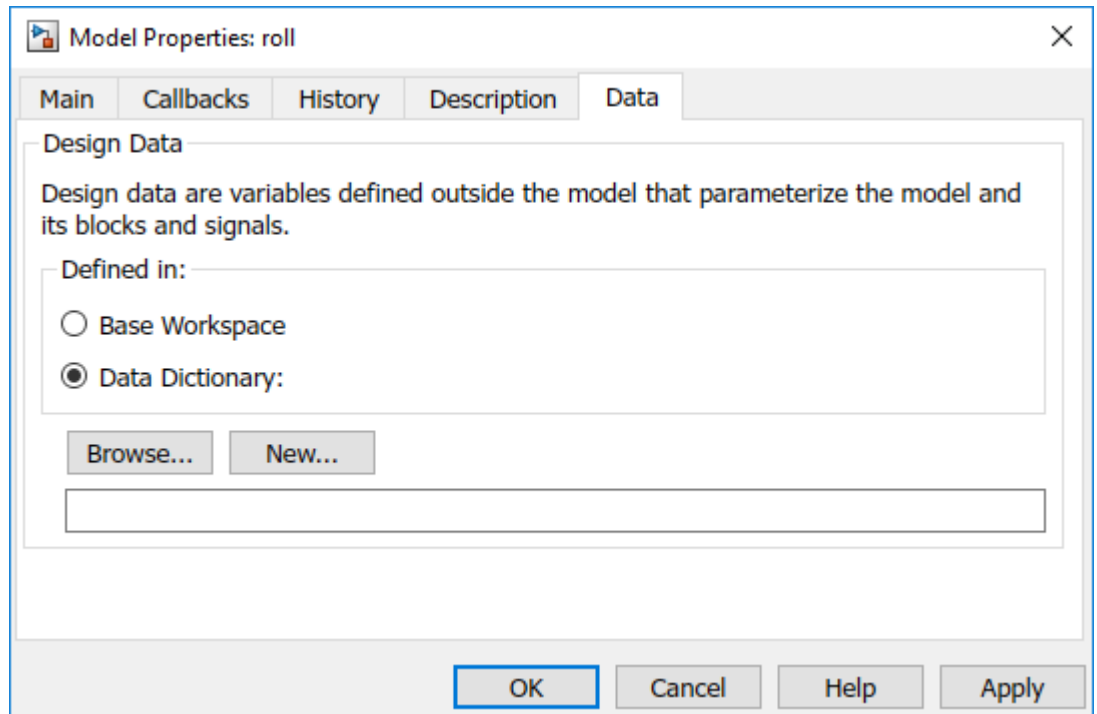 Model Properties: roll
Main Callbacks History Description Data
Design Data
Design data are variables defined outside the model that parameterize the model and
its blocks and signals.
Defined in:
Base Workspace
Data Dictionary:
Browse... New...
OK Cancel Help Apply